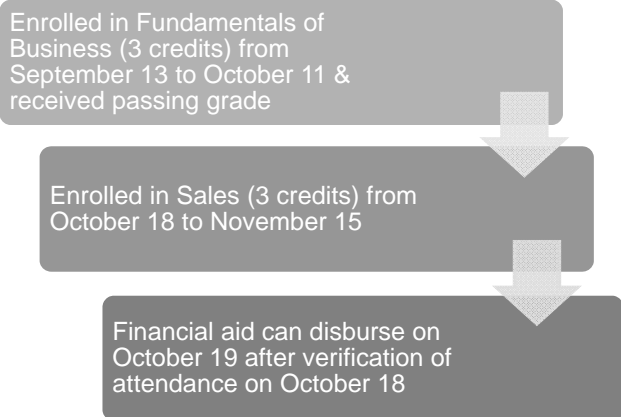 Enrolled in Fundamentals of
Business (3 credits) from
September 13 to October 11 &
received passing grade
Enrolled in Sales (3 credits) from
October 18 to November 15
Financial aid can disburse on
October 19 after verification of
attendance on October 18